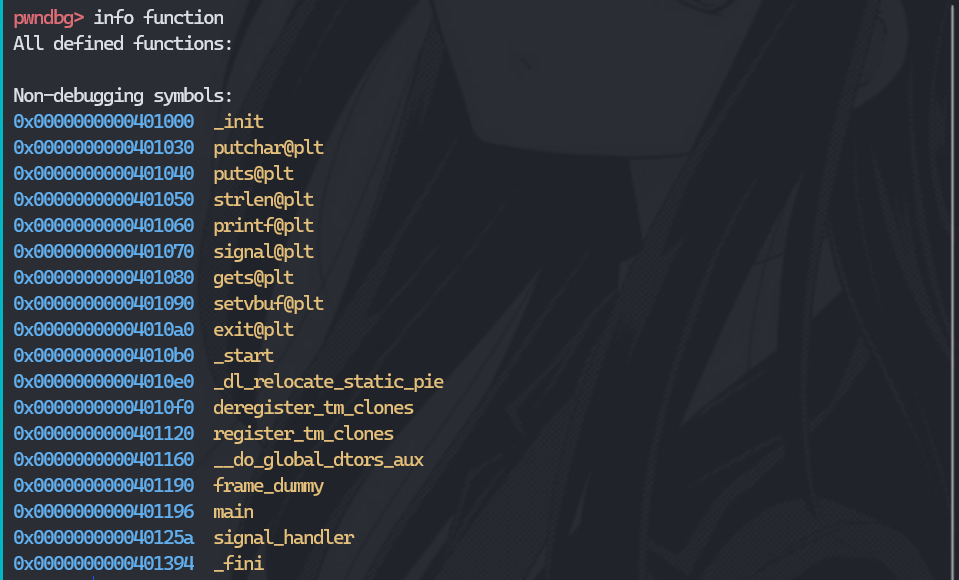 pwndbg> info function
All defined functions:
Non-debugging symbols:
0x0000000000401000  _init
0x0000000000401030  putchar@plt
0x0000000000401040  puts@plt
0x0000000000401050  strlen@plt
0x0000000000401060  printf@plt
0x0000000000401070  signal@plt
0x0000000000401080  gets@plt
0x0000000000401090  setvbuf@plt
0x00000000004010a0  exit@plt
0x00000000004010b0  _start
0x00000000004010e0  _dl_relocate_static_pie
0x00000000004010f0  deregister_tm_clones
0x0000000000401120  register_tm_clones
0x0000000000401160  __do_global_dtors_aux
0x0000000000401190  frame_dummy
0x0000000000401196  main
0x000000000040125a  signal_handler
0x0000000000401394  _fini